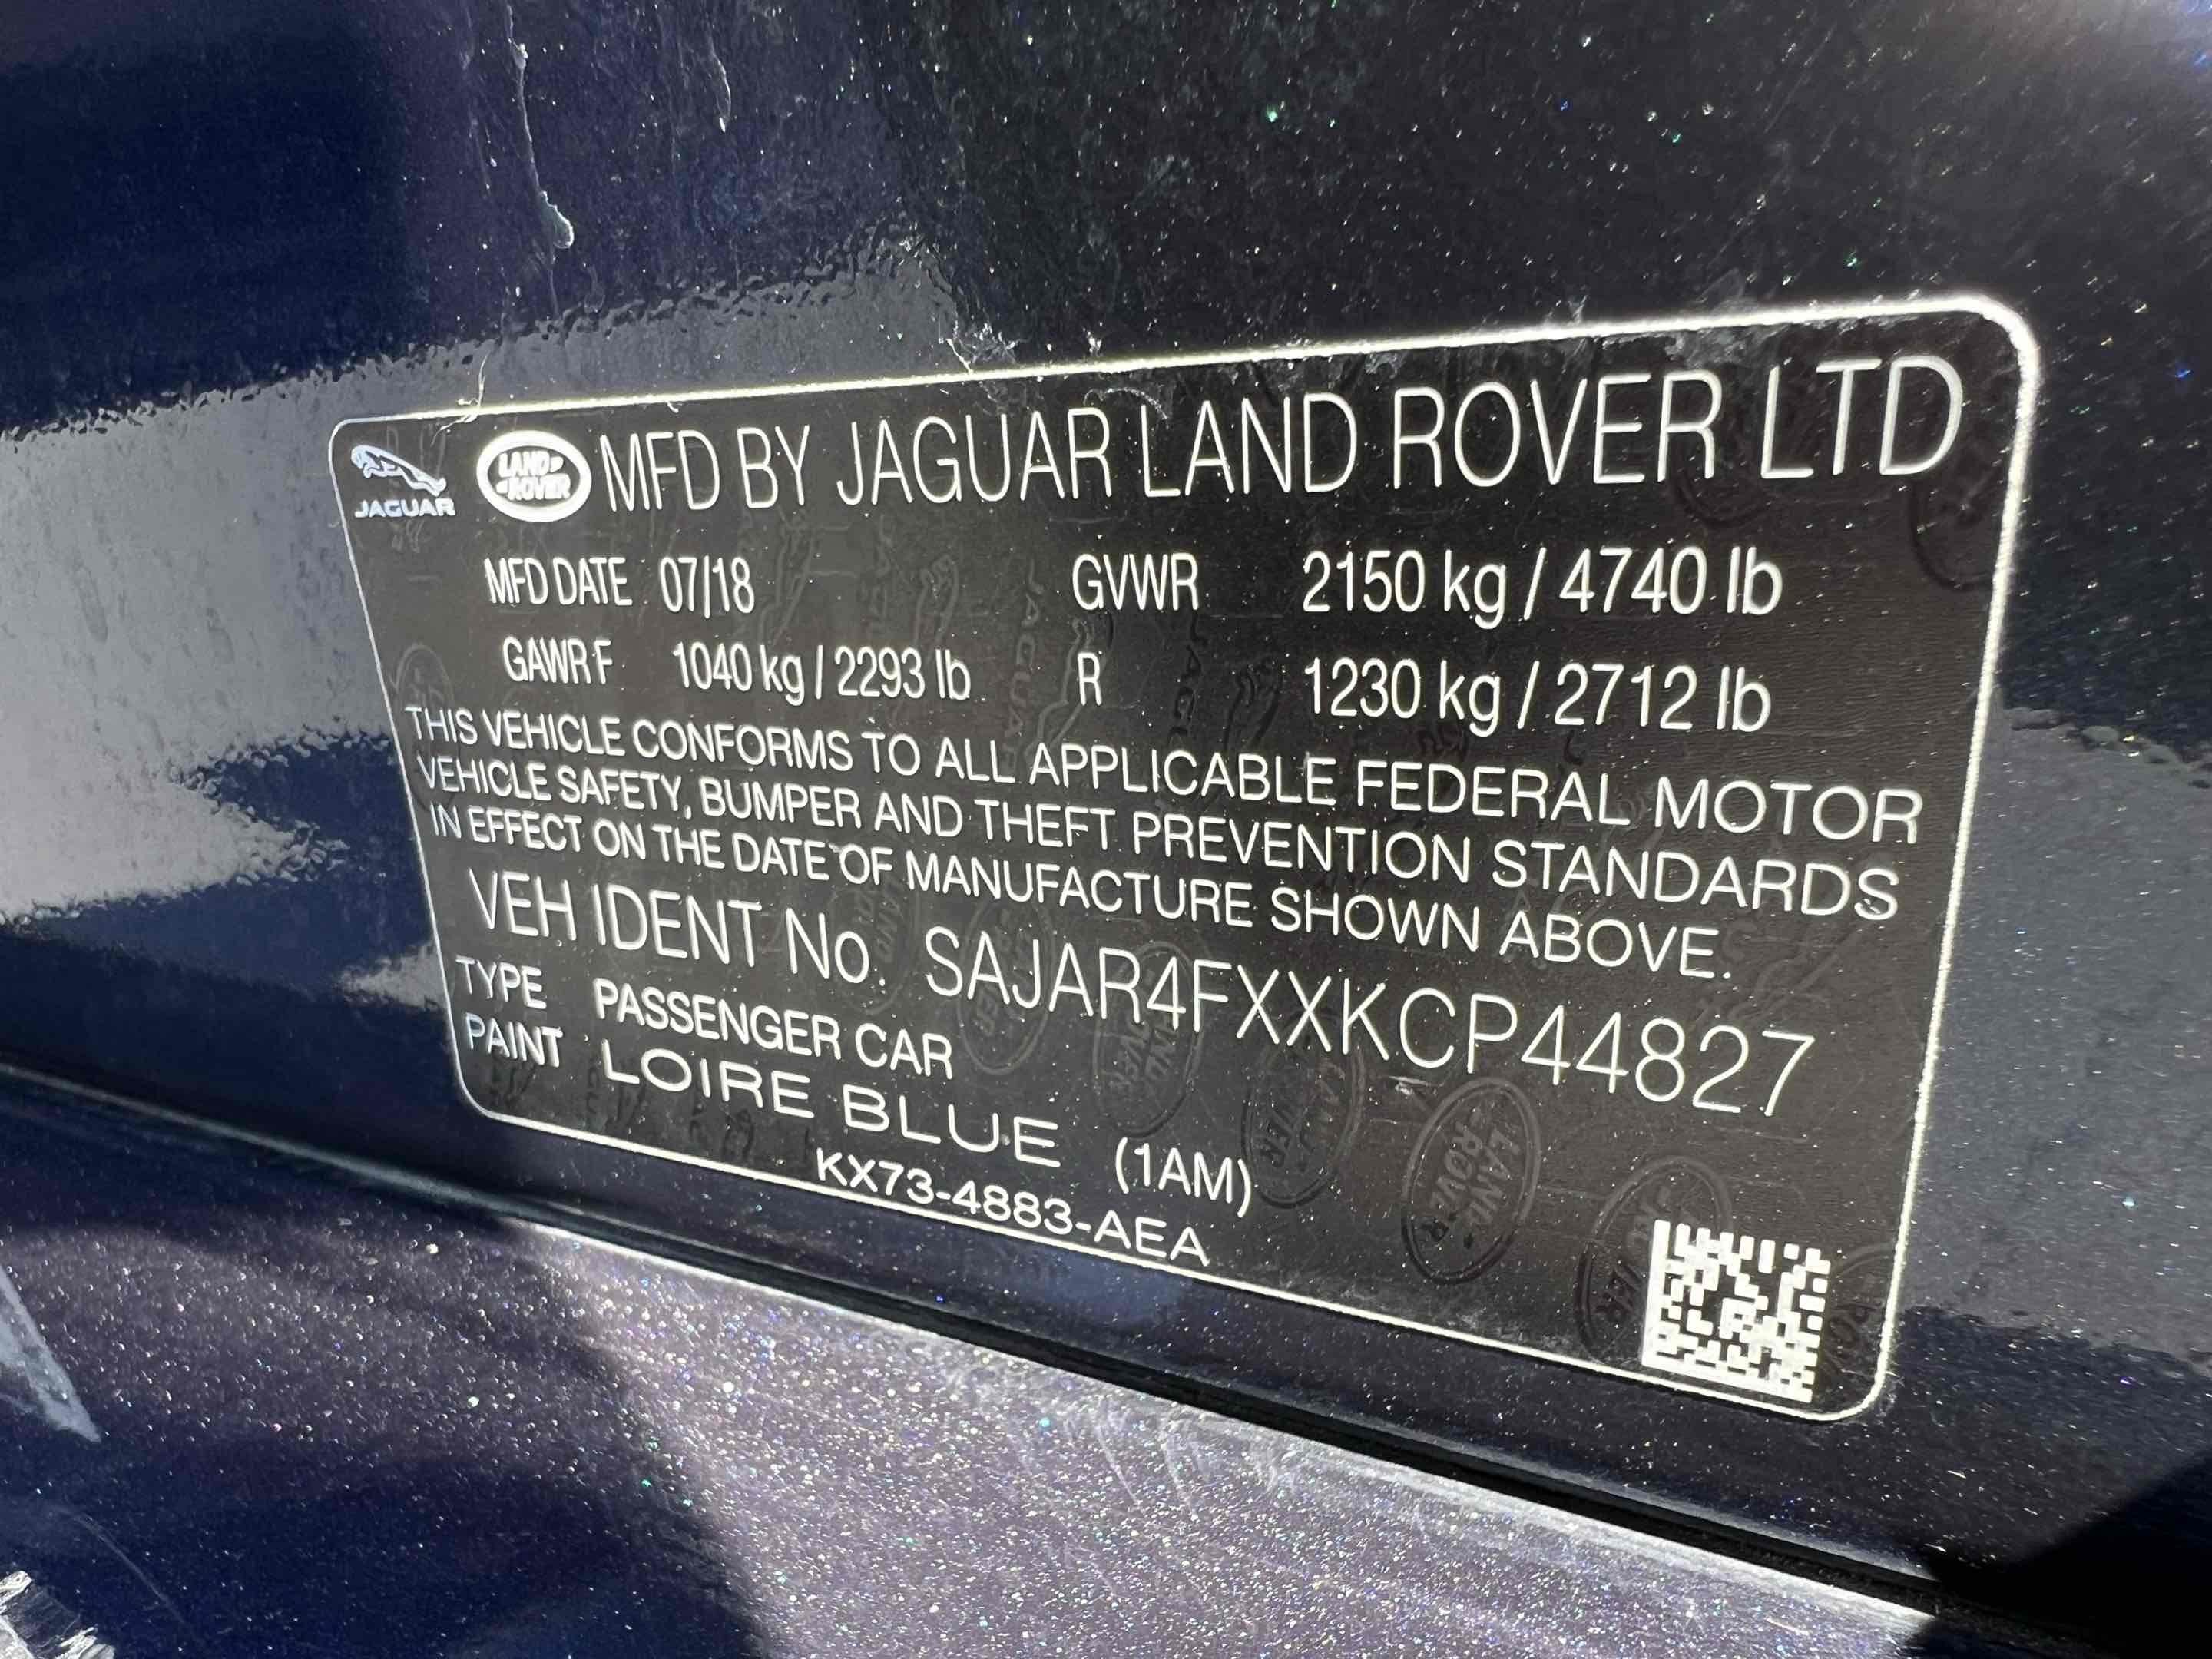 JAGUAR LAND ROVER MFD BY JAGUAR LAND ROVER LTD
MFD DATE 07/18 GVWR 2150 kg / 4740 lb
GAWR F 1040 kg / 2293 lb R 1230 kg / 2712 lb
THIS VEHICLE CONFORMS TO ALL APPLICABLE FEDERAL MOTOR
VEHICLE SAFETY, BUMPER AND THEFT PREVENTION STANDARDS
IN EFFECT ON THE DATE OF MANUFACTURE SHOWN ABOVE.
VEH IDENT No. SAJAR4FXXKCP44827
TYPE PASSENGER CAR
PAINT LOIRE BLUE (1AM)
KX73-4883-AEA